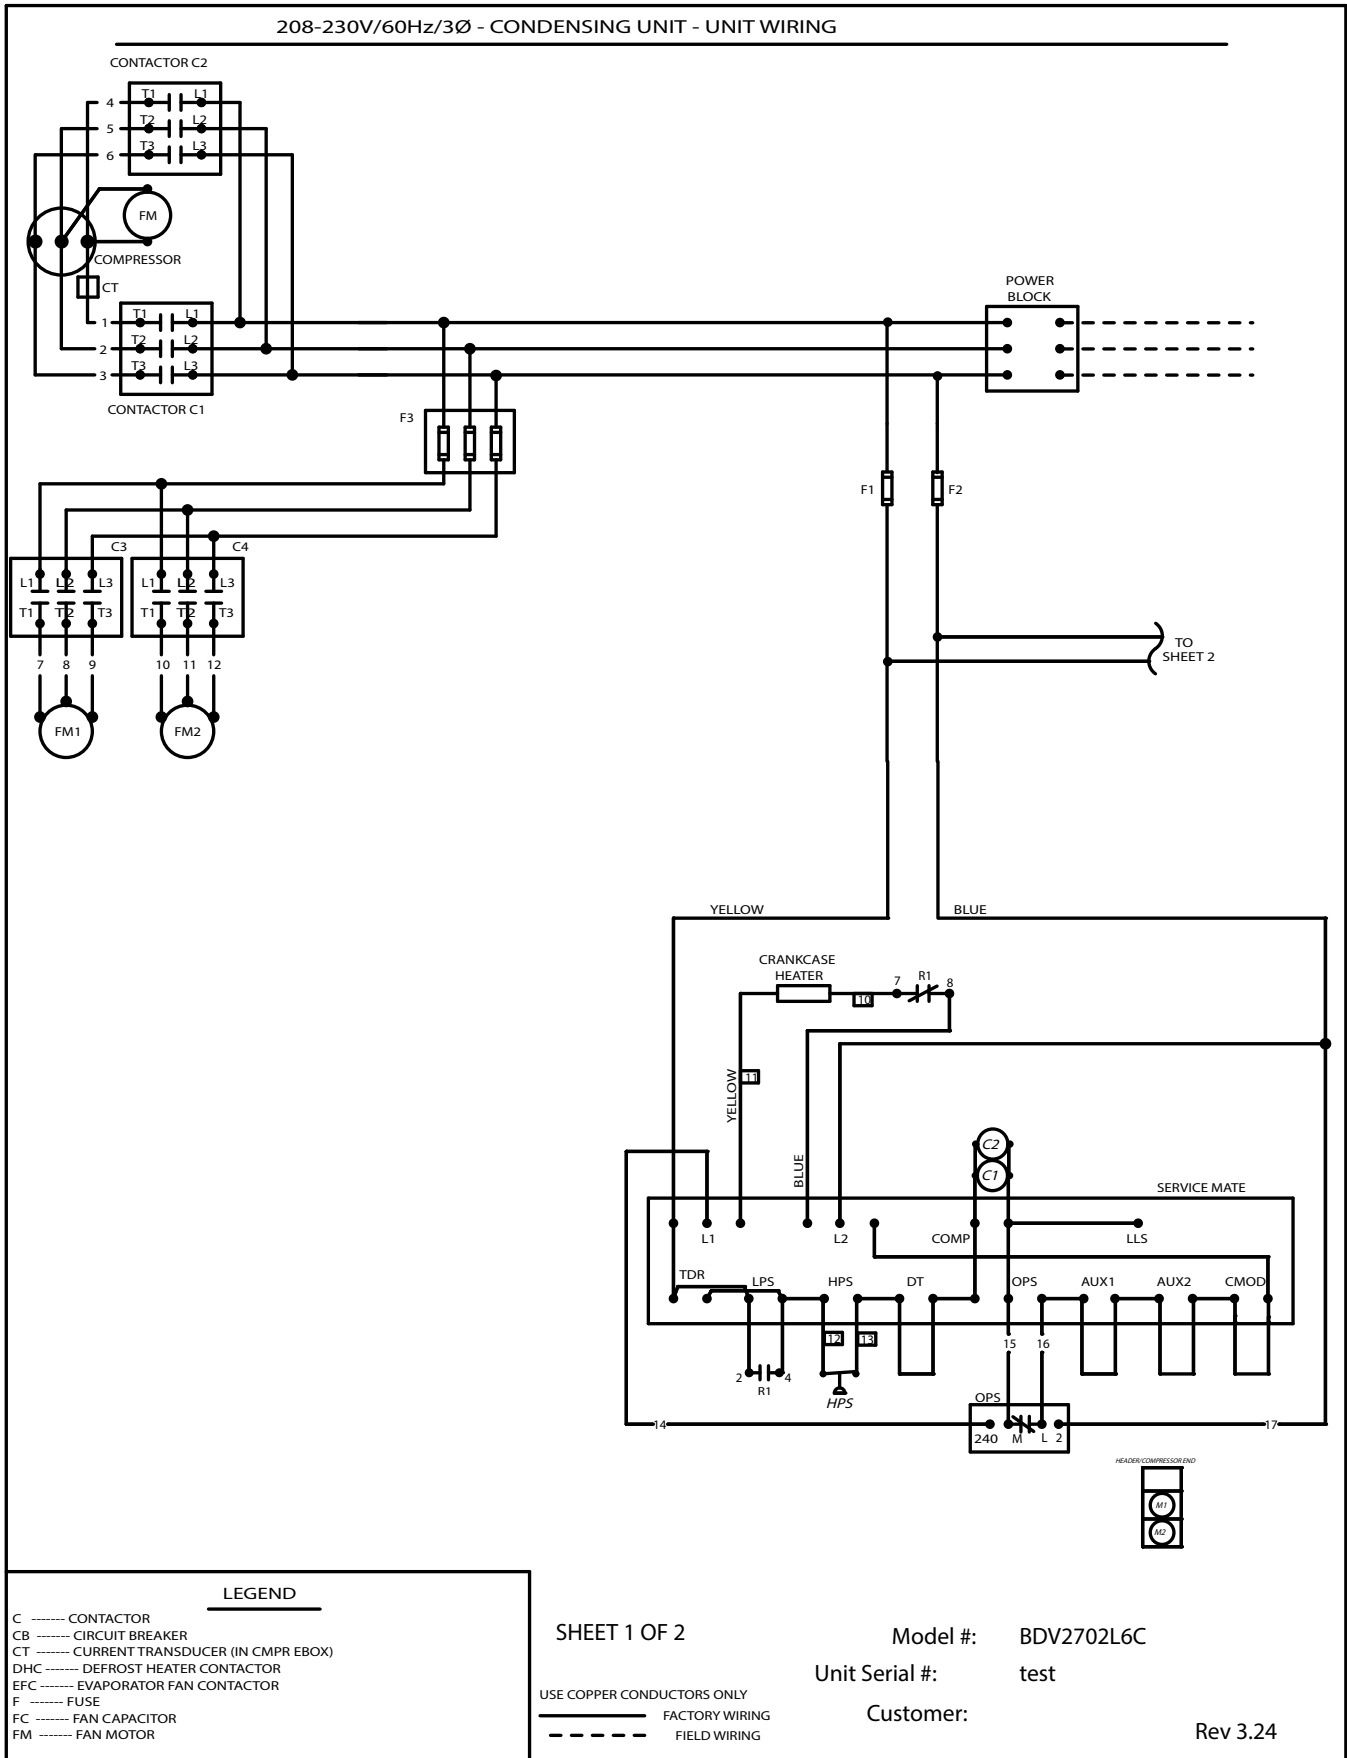 208-230V/60Hz/3Ø - CONDENSING UNIT - UNIT WIRING
CONTACTOR C2
4 T1 L1
5 T2 L2
6 T3 L3
FM
COMPRESSOR
CT
POWER
BLOCK
1 T1 L1
2 T2 L2
3 T3 L3
CONTACTOR C1
F3
F1
F2
C3
C4
L1 L2 L3
L1 L2 L3
T1 T2 T3
T1 T2 T3
7 8 9
10 11 12
FM1
FM2
TO
SHEET 2
YELLOW
BLUE
CRANKCASE
HEATER
10
7 R1 8
11
YELLOW
BLUE
C2
C1
SERVICE MATE
L1
L2
COMP
LLS
TDR
LPS
HPS
DT
OPS
AUX1
AUX2
CMOD
12
13
15
16
2 R1 4
HPS
OPS
14
17
240 M L 2
HEADER/COMPRESSOR END
M1
M2
LEGEND
C ------- CONTACTOR
CB ------- CIRCUIT BREAKER
CT ------- CURRENT TRANSDUCER (IN CMPR EBOX)
DHC ------- DEFROST HEATER CONTACTOR
EFC ------- EVAPORATOR FAN CONTACTOR
F ------- FUSE
FC ------- FAN CAPACITOR
FM ------- FAN MOTOR
SHEET 1 OF 2
USE COPPER CONDUCTORS ONLY
FACTORY WIRING
FIELD WIRING
Model #: BDV2702L6C
Unit Serial #: test
Customer:
Rev 3.24